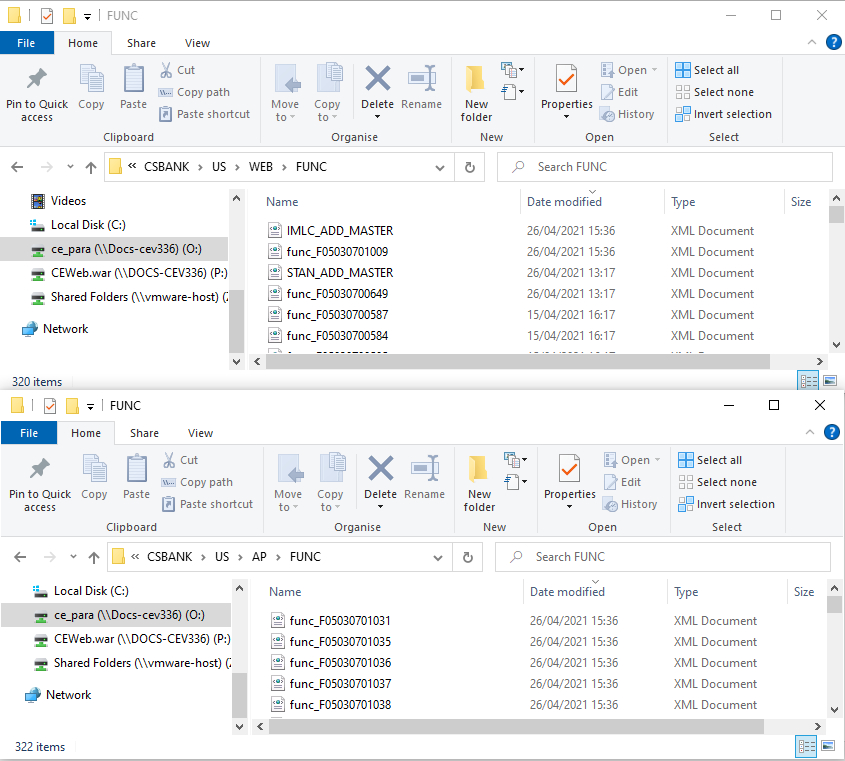 FUNC
File Home Share View
Pin to Quick access
Copy
Paste
Cut
Copy path
Paste shortcut
Clipboard
Move to
Copy to
Delete
Rename
Organise
New folder
New
Properties
Open
Edit
History
Open
Select all
Select none
Invert selection
Select
« CSBANK › US › WEB › FUNC
Search FUNC
Videos
Local Disk (C:)
ce_para (\\Docs-cev336) (O:)
CEWeb.war (\\DOCS-CEV336) (P:)
Shared Folders (\\vmware-host) (Z
Network
Name Date modified Type Size
IMLC_ADD_MASTER 26/04/2021 15:36 XML Document
func_F05030701009 26/04/2021 15:36 XML Document
STAN_ADD_MASTER 26/04/2021 13:17 XML Document
func_F05030700649 26/04/2021 13:17 XML Document
func_F05030700587 15/04/2021 16:17 XML Document
func_F05030700584 15/04/2021 16:17 XML Document
320 items
FUNC
File Home Share View
Pin to Quick access
Copy
Paste
Cut
Copy path
Paste shortcut
Clipboard
Move to
Copy to
Delete
Rename
Organise
New folder
New
Properties
Open
Edit
History
Open
Select all
Select none
Invert selection
Select
« CSBANK › US › AP › FUNC
Search FUNC
Local Disk (C:)
ce_para (\\Docs-cev336) (O:)
CEWeb.war (\\DOCS-CEV336) (P:)
Shared Folders (\\vmware-host) (Z
Network
Name Date modified Type Size
func_F05030701031 26/04/2021 15:36 XML Document
func_F05030701035 26/04/2021 15:36 XML Document
func_F05030701036 26/04/2021 15:36 XML Document
func_F05030701037 26/04/2021 15:36 XML Document
func_F05030701038 26/04/2021 15:36 XML Document
322 items